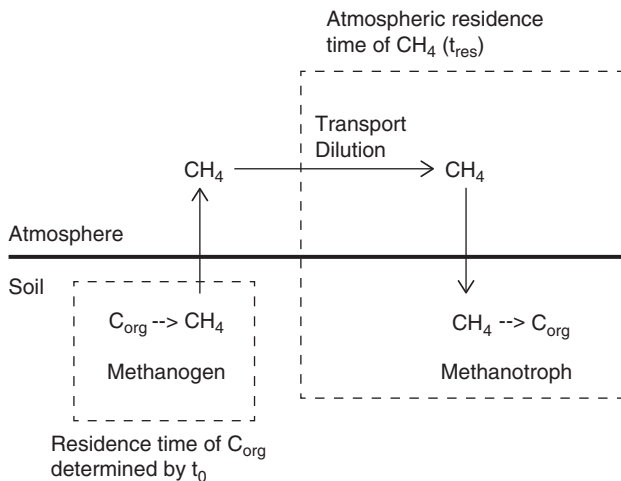 Atmospheric residence
time of CH₄ (tres)
Transport
Dilution
CH₄
CH₄
Atmosphere
Soil
Corg --> CH₄
CH₄ --> Corg
Methanogen
Methanotroph
Residence time of Corg
determined by t₀